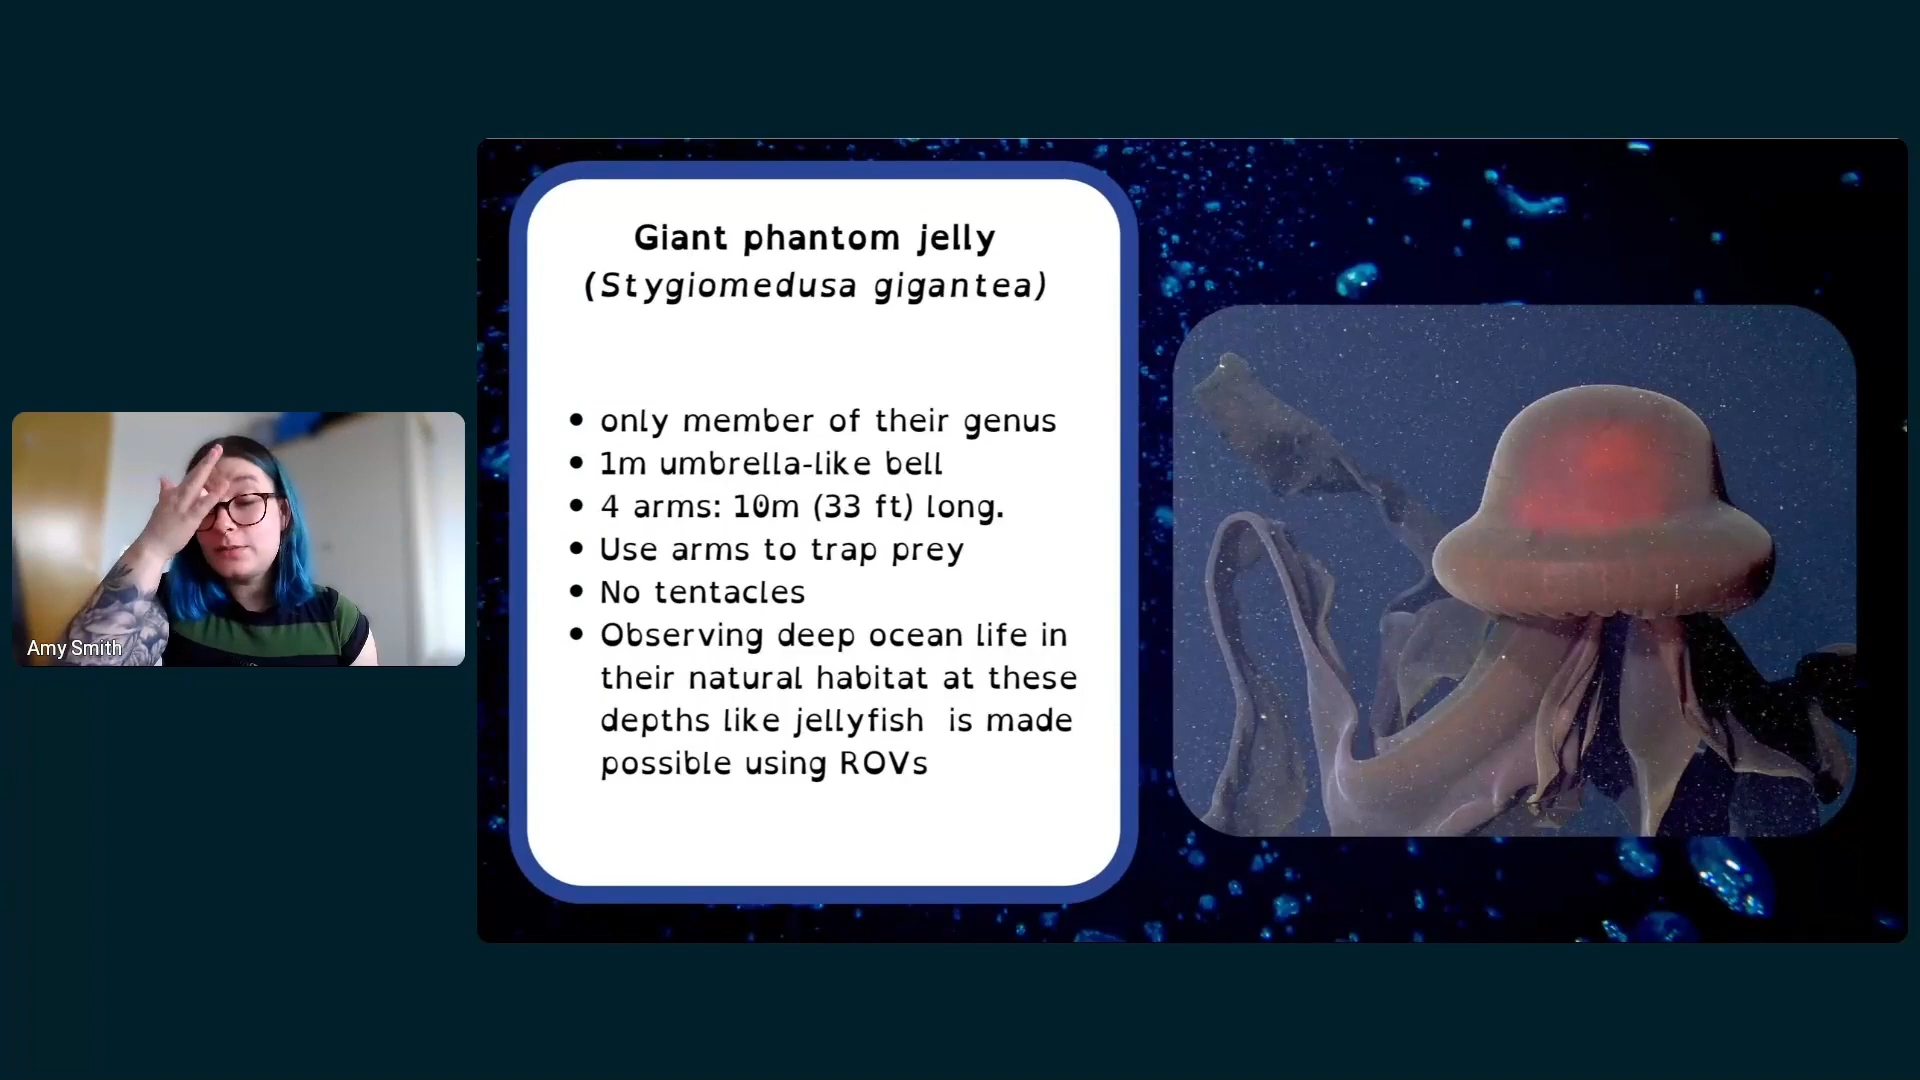 Giant phantom jelly
(Stygiomedusa gigantea)
• only member of their genus
• 1m umbrella-like bell
• 4 arms: 10m (33 ft) long.
• Use arms to trap prey
• No tentacles
• Observing deep ocean life in
their natural habitat at these
depths like jellyfish  is made
possible using ROVs
Amy Smith